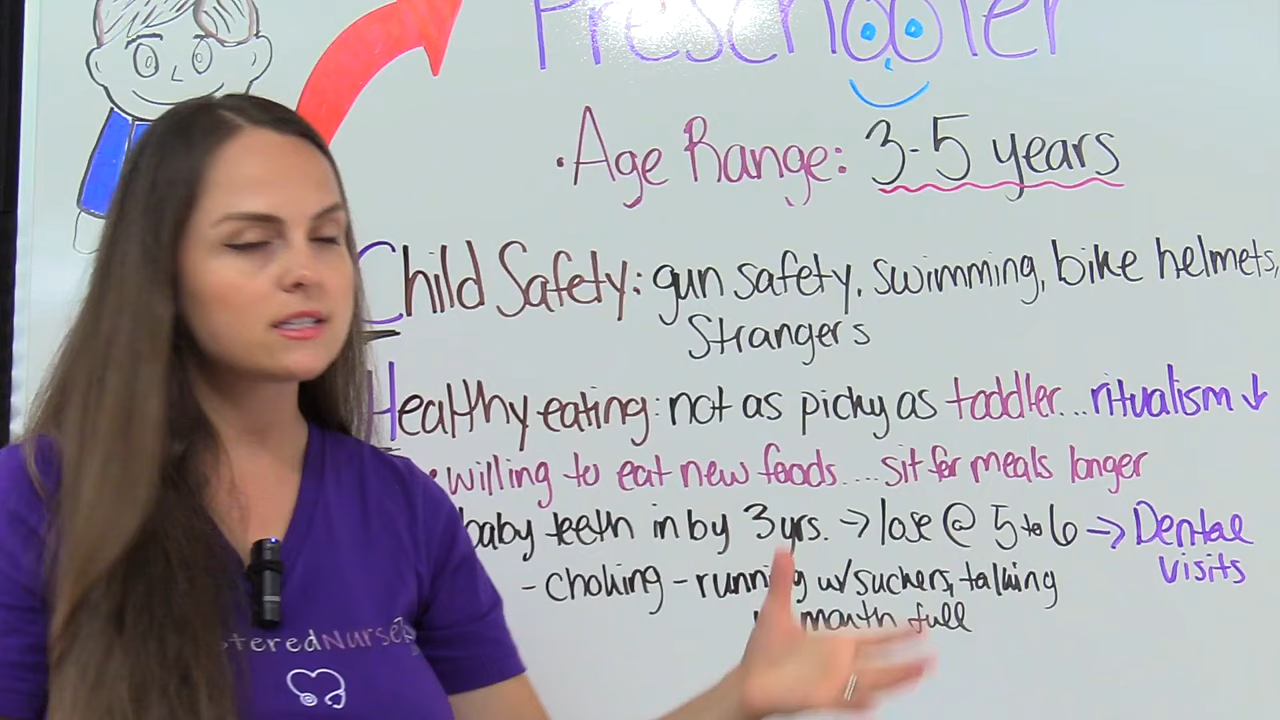 Preschooler
·Age Range: 3-5 years
Child Safety: gun safety, swimming, bike helmets,
Strangers
Healthy eating: not as picky as toddler...ritualism ↓
willing to eat new foods....sit for meals longer
baby teeth in by 3 yrs. → lose @ 5 to 6 → Dental
visits
- choking - running w/suckers, talking
mouth full
steredNurse